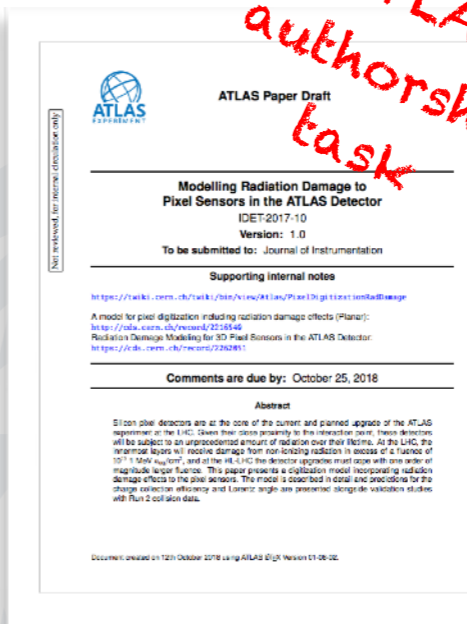 authorsh
task
ATLAS
EXPERIMENT
ATLAS Paper Draft
Not reviewed, for internal circulation only
Modelling Radiation Damage to
Pixel Sensors in the ATLAS Detector
IDET-2017-10
Version: 1.0
To be submitted to: Journal of Instrumentation
Supporting internal notes
https://twiki.cern.ch/twiki/bin/view/Atlas/PixelDigitizationRadDamage
A model for pixel digitization including radiation damage effects (Planar):
http://cds.cern.ch/record/2216540
Radiation Damage Modeling for 3D Pixel Sensors in the ATLAS Detector:
https://cds.cern.ch/record/2262051
Comments are due by: October 25, 2018
Abstract
Silicon pixel detectors are at the core of the current and planned upgrade of the ATLAS
experiment at the LHC. Given their close proximity to the interaction point, these detectors
will be subject to an unprecedented amount of radiation over their lifetime. At the LHC, the
innermost layers will receive damage from non-ionizing radiation in excess of a fluence of
1 MeV and at the HL-LHC the detector upgrades must cope with one order of
magnitude larger fluence. This paper presents a digitization model incorporating radiation
damage effects to the pixel sensors. The model is described in detail and predictions for the
charge collection efficiency and Lorentz angle are presented alongside validation studies
with Run 2 collision data.
Document created on 12th October 2018 using ATLAS LaTeX Version 01-08-02.